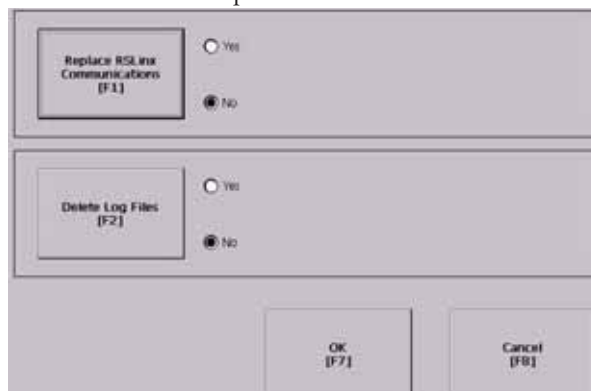 Replace RSLinx
Communications
[F1]
Yes
No
Delete Log Files
[F2]
Yes
No
OK
[F7]
Cancel
[F8]